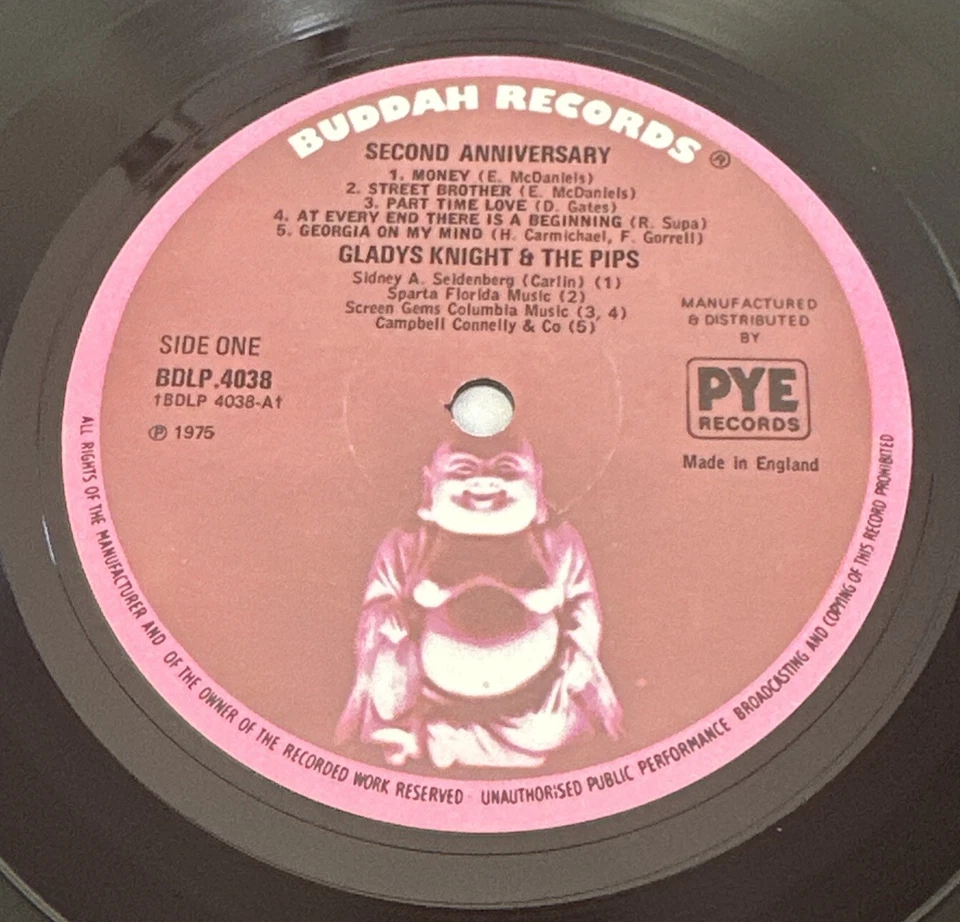 BUDDAH RECORDS ®
SECOND ANNIVERSARY
1. MONEY (E. McDaniels)
2. STREET BROTHER (E. McDaniels)
3. PART TIME LOVE (D. Gates)
4. AT EVERY END THERE IS A BEGINNING (R. Supa)
5. GEORGIA ON MY MIND (H. Carmichael, F. Gorrell)
GLADYS KNIGHT & THE PIPS
Sidney A. Seidenberg (Carlin) (1)
Sparta Florida Music (2)
Screen Gems Columbia Music (3, 4)
Campbell Connelly & Co (5)
SIDE ONE
BDLP.4038
†BDLP 4038-A†
℗ 1975
MANUFACTURED
& DISTRIBUTED
BY
PYE
RECORDS
Made in England
ALL RIGHTS OF THE MANUFACTURER AND OF THE OWNER OF THE RECORDED WORK RESERVED · UNAUTHORISED PUBLIC PERFORMANCE BROADCASTING AND COPYING OF THIS RECORD PROHIBITED